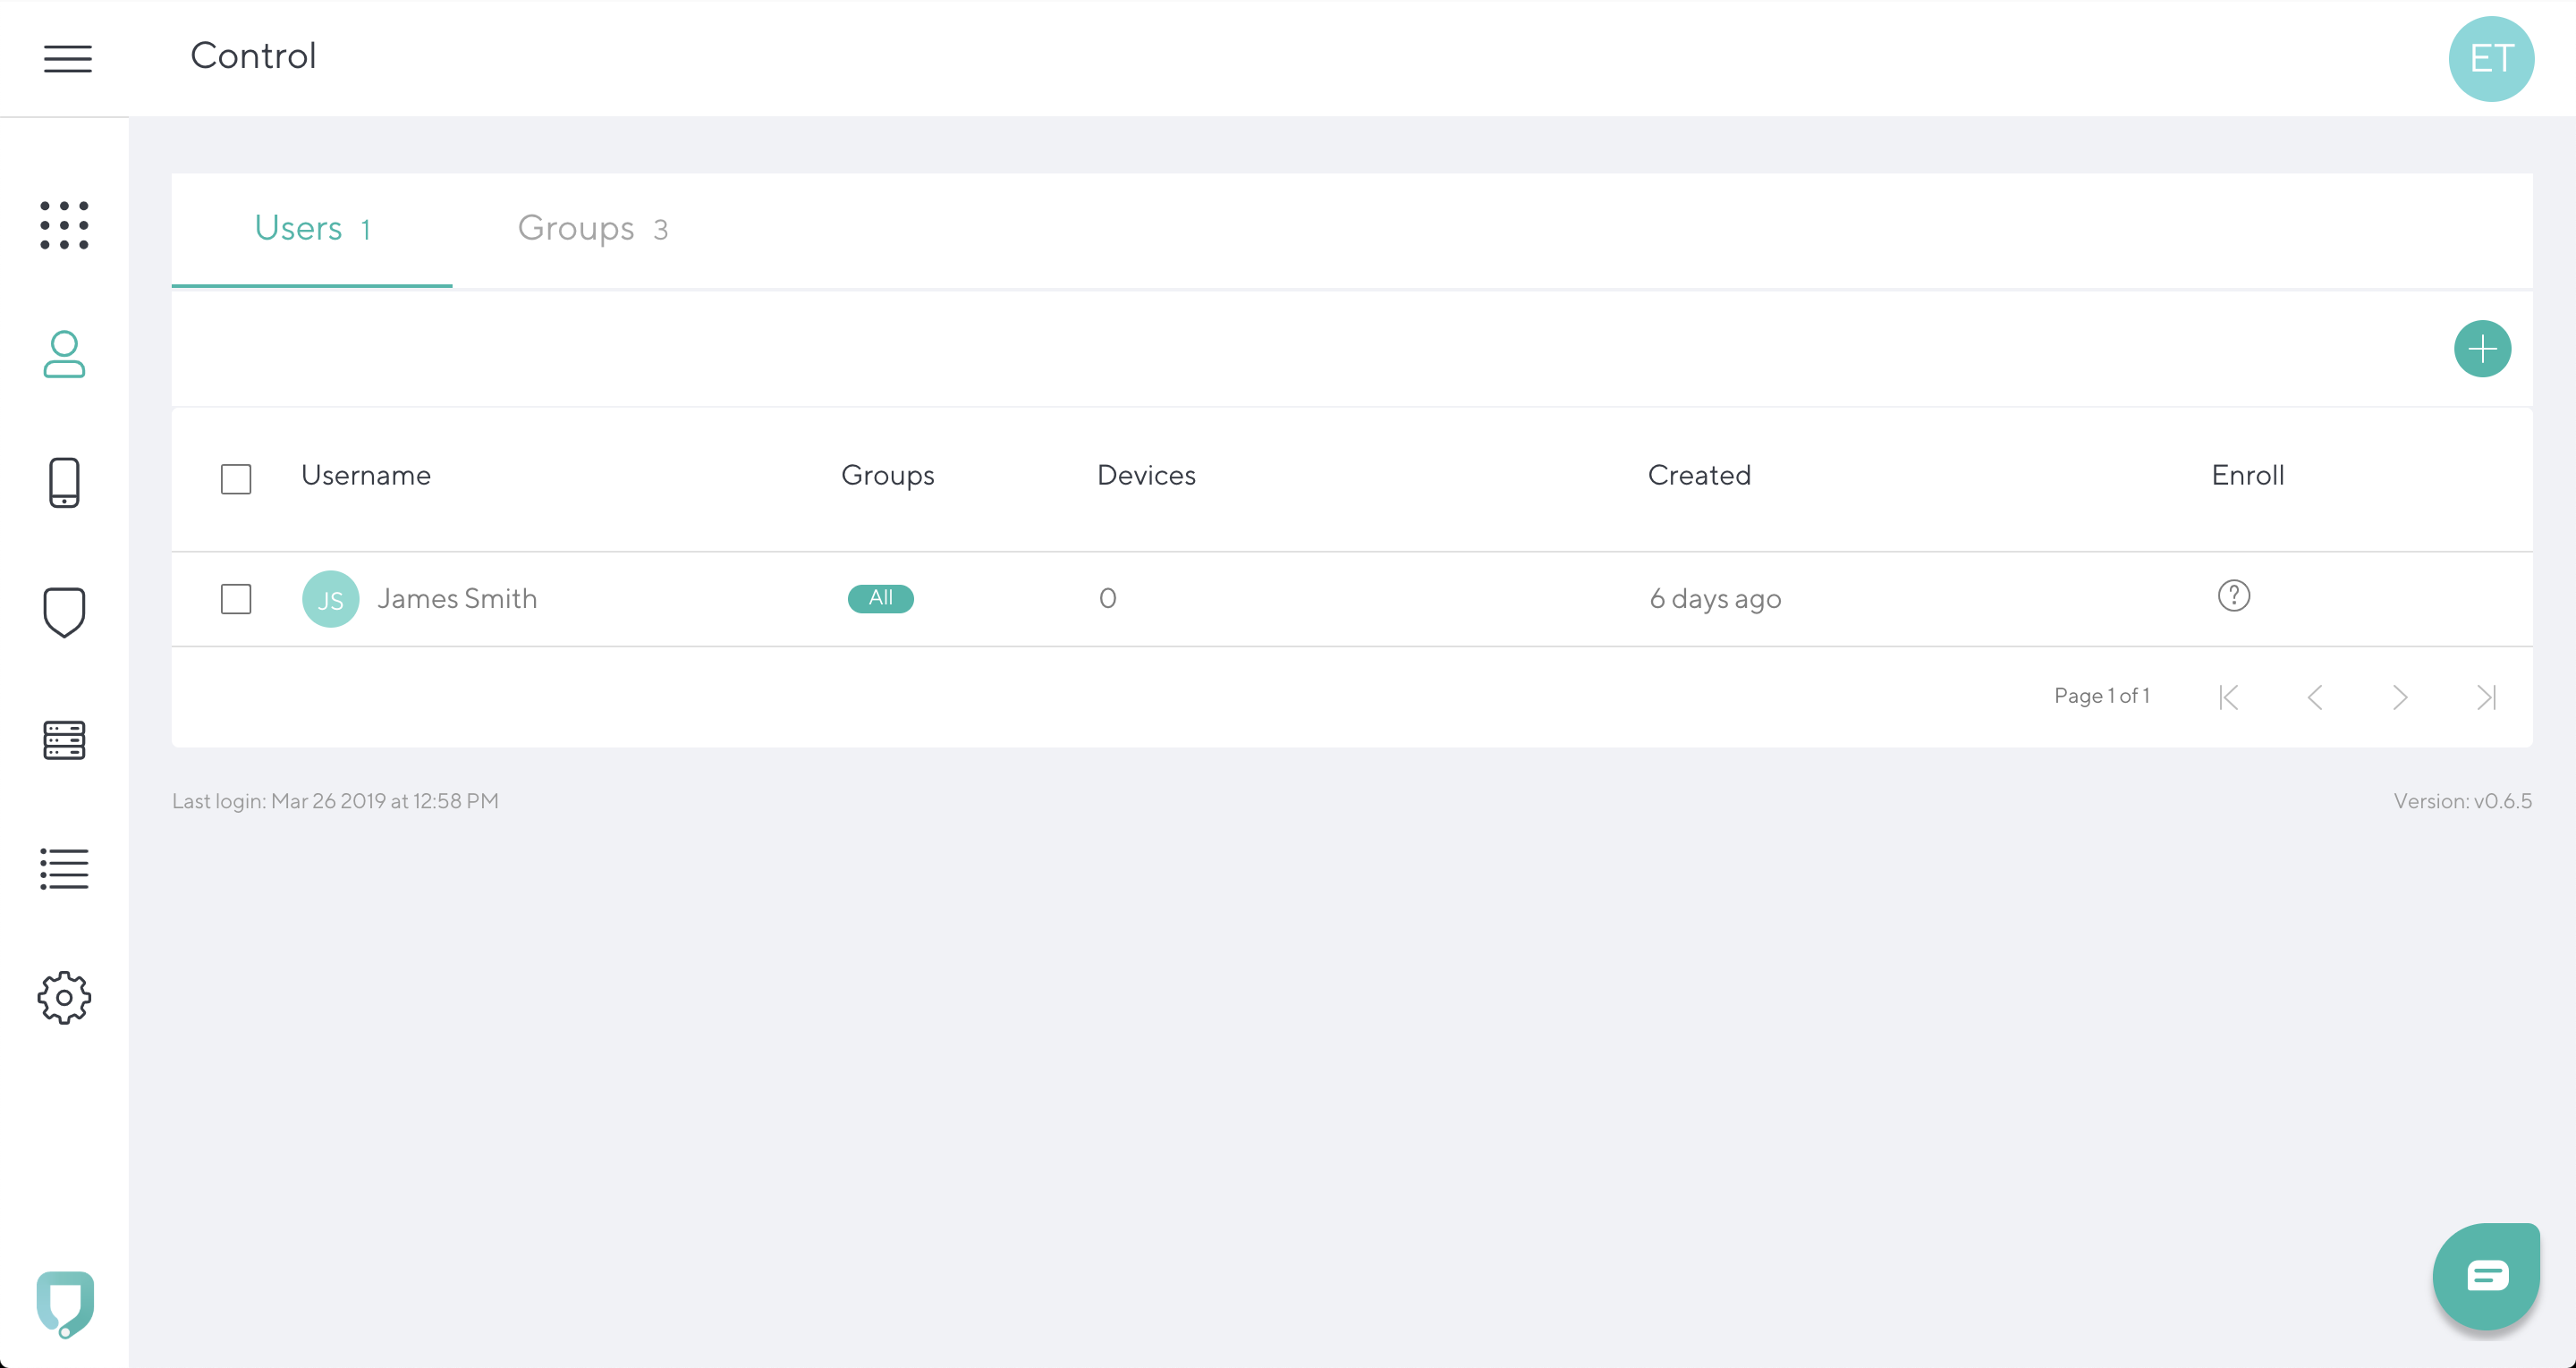 Control
ET
Users 1
Groups 3
Username Groups Devices Created Enroll
JS James Smith All 0 6 days ago ?
Page 1 of 1
Last login: Mar 26 2019 at 12:58 PM
Version: v0.6.5